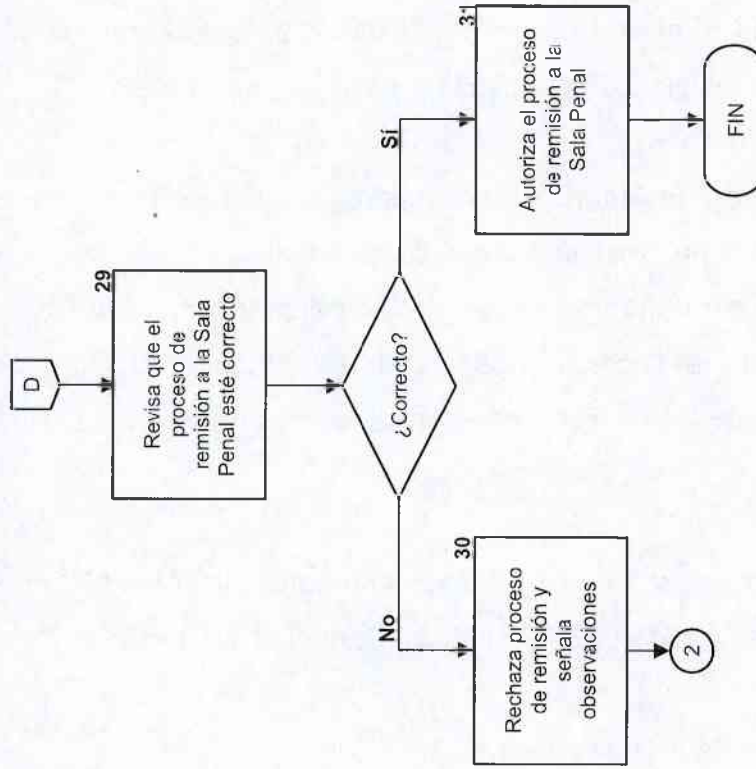 D
29
Revisa que el
proceso de
remisión a la Sala
Penal esté correcto
¿Correcto?
No
Sí
30
Rechaza proceso
de remisión y
señala
observaciones
2
31
Autoriza el proceso
de remisión a la
Sala Penal
FIN